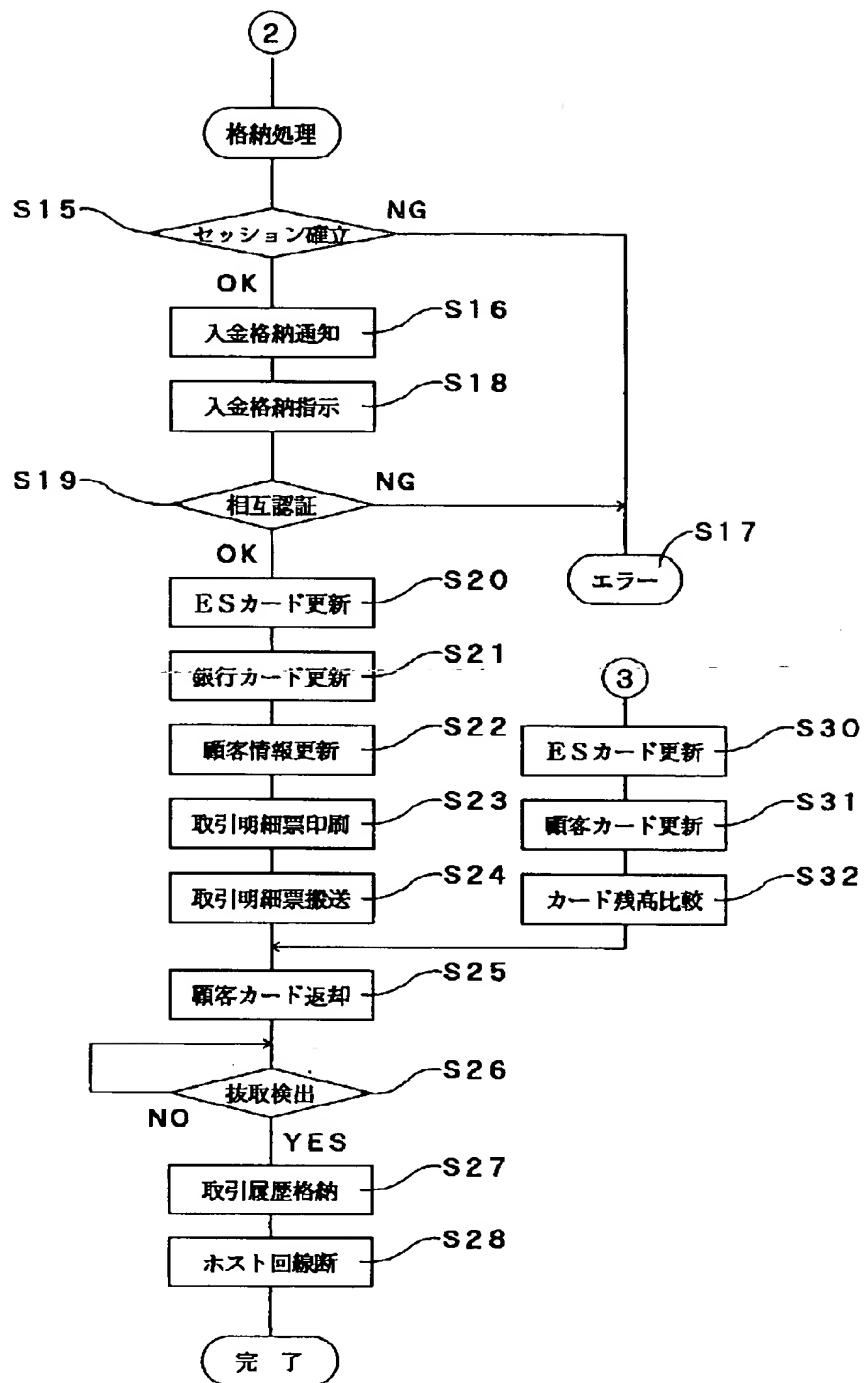 ②
格納処理
S15
セッション確立
NG
OK
入金格納通知
S16
入金格納指示
S18
S19
相互認証
NG
OK
エラー
S17
ESカード更新
S20
銀行カード更新
S21
顧客情報更新
S22
取引明細票印刷
S23
取引明細票搬送
S24
③
ESカード更新
S30
顧客カード更新
S31
カード残高比較
S32
顧客カード返却
S25
抜取検出
S26
NO
YES
取引履歴格納
S27
ホスト回線断
S28
完 了